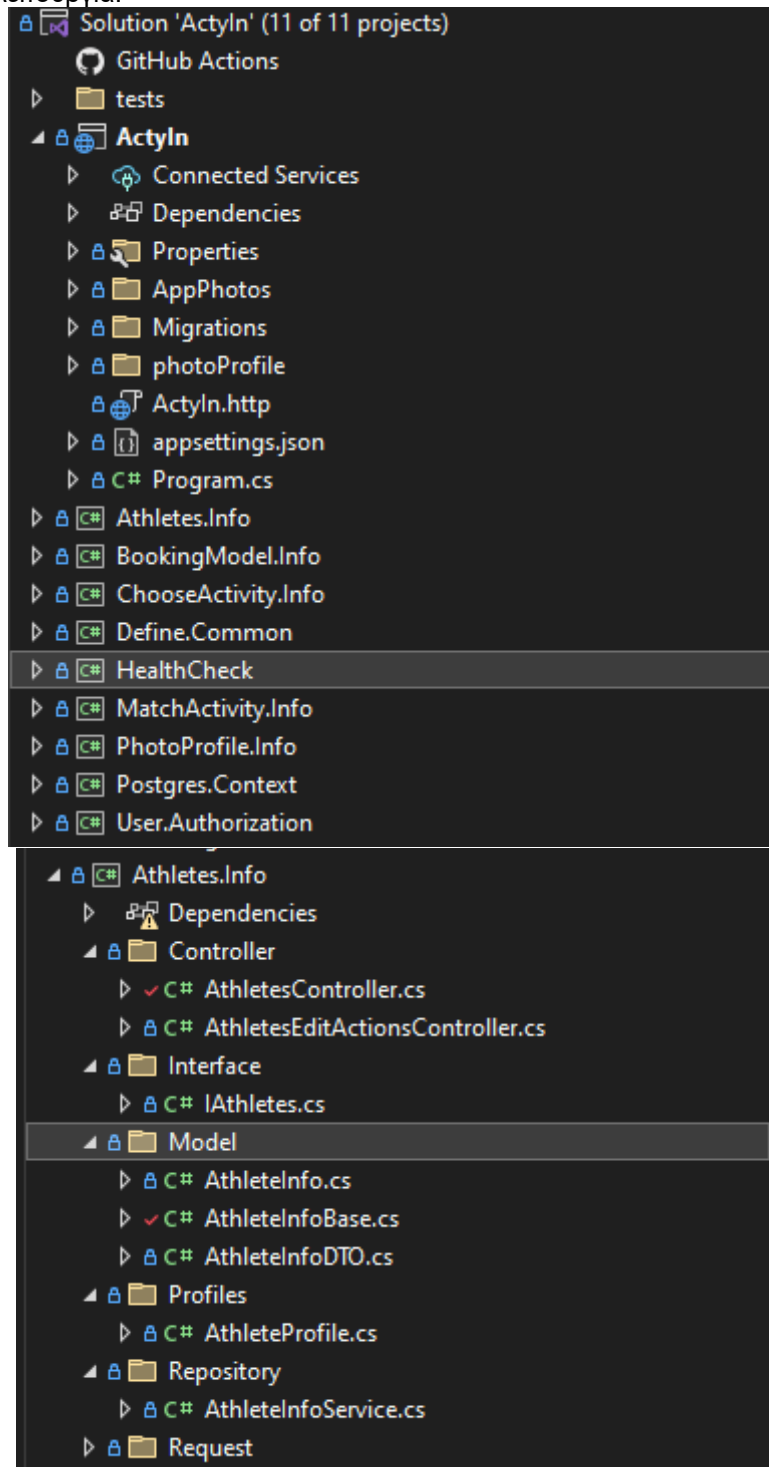 λειτουργία.
Solution 'ActyIn' (11 of 11 projects)
GitHub Actions
tests
ActyIn
Connected Services
Dependencies
Properties
AppPhotos
Migrations
photoProfile
ActyIn.http
appsettings.json
C# Program.cs
C# Athletes.Info
C# BookingModel.Info
C# ChooseActivity.Info
C# Define.Common
C# HealthCheck
C# MatchActivity.Info
C# PhotoProfile.Info
C# Postgres.Context
C# User.Authorization
C# Athletes.Info
Dependencies
Controller
C# AthletesController.cs
C# AthletesEditActionsController.cs
Interface
C# IAthletes.cs
Model
C# AthleteInfo.cs
C# AthleteInfoBase.cs
C# AthleteInfoDTO.cs
Profiles
C# AthleteProfile.cs
Repository
C# AthleteInfoService.cs
Request